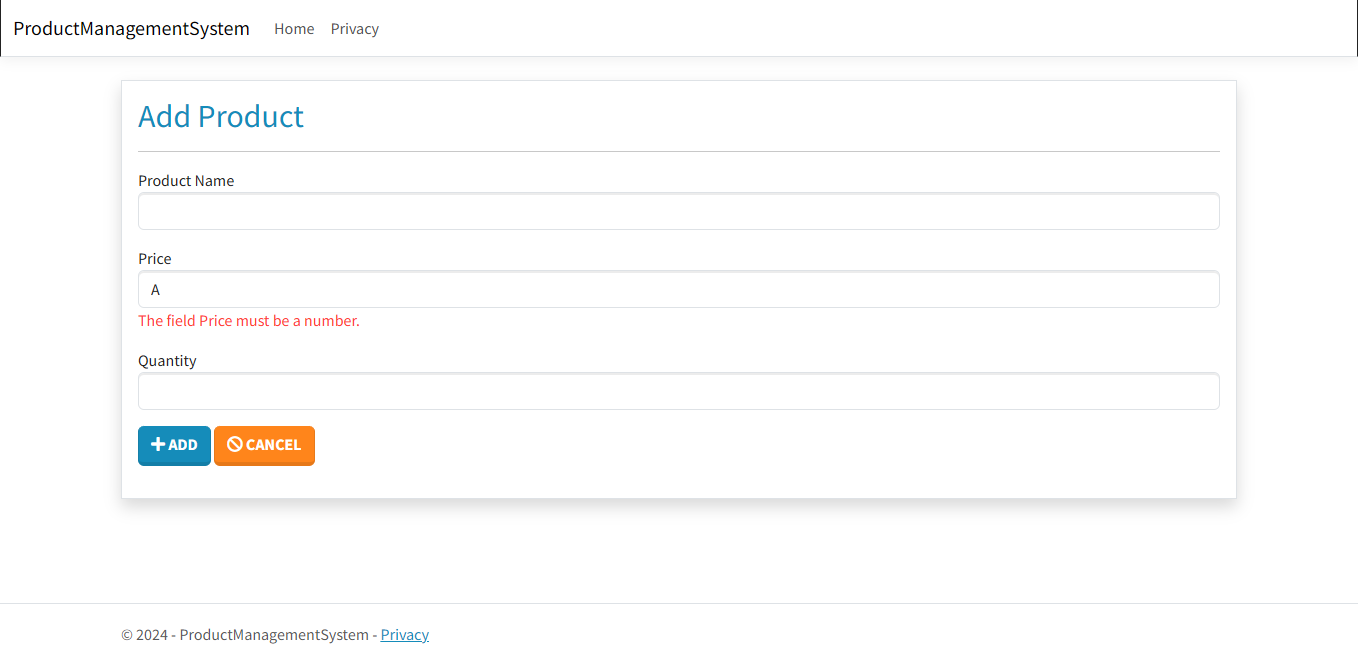 ProductManagementSystem Home Privacy
Add Product
Product Name
Price
A
The field Price must be a number.
Quantity
ADD CANCEL
© 2024 - ProductManagementSystem - Privacy